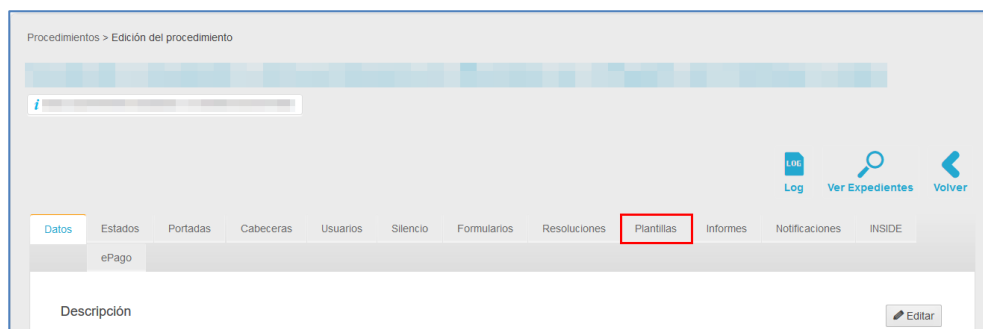 Procedimientos > Edición del procedimiento
i
LOG
Log Ver Expedientes Volver
Datos Estados Portadas Cabeceras Usuarios Silencio Formularios Resoluciones Plantillas Informes Notificaciones INSIDE
ePago
Descripción
Editar